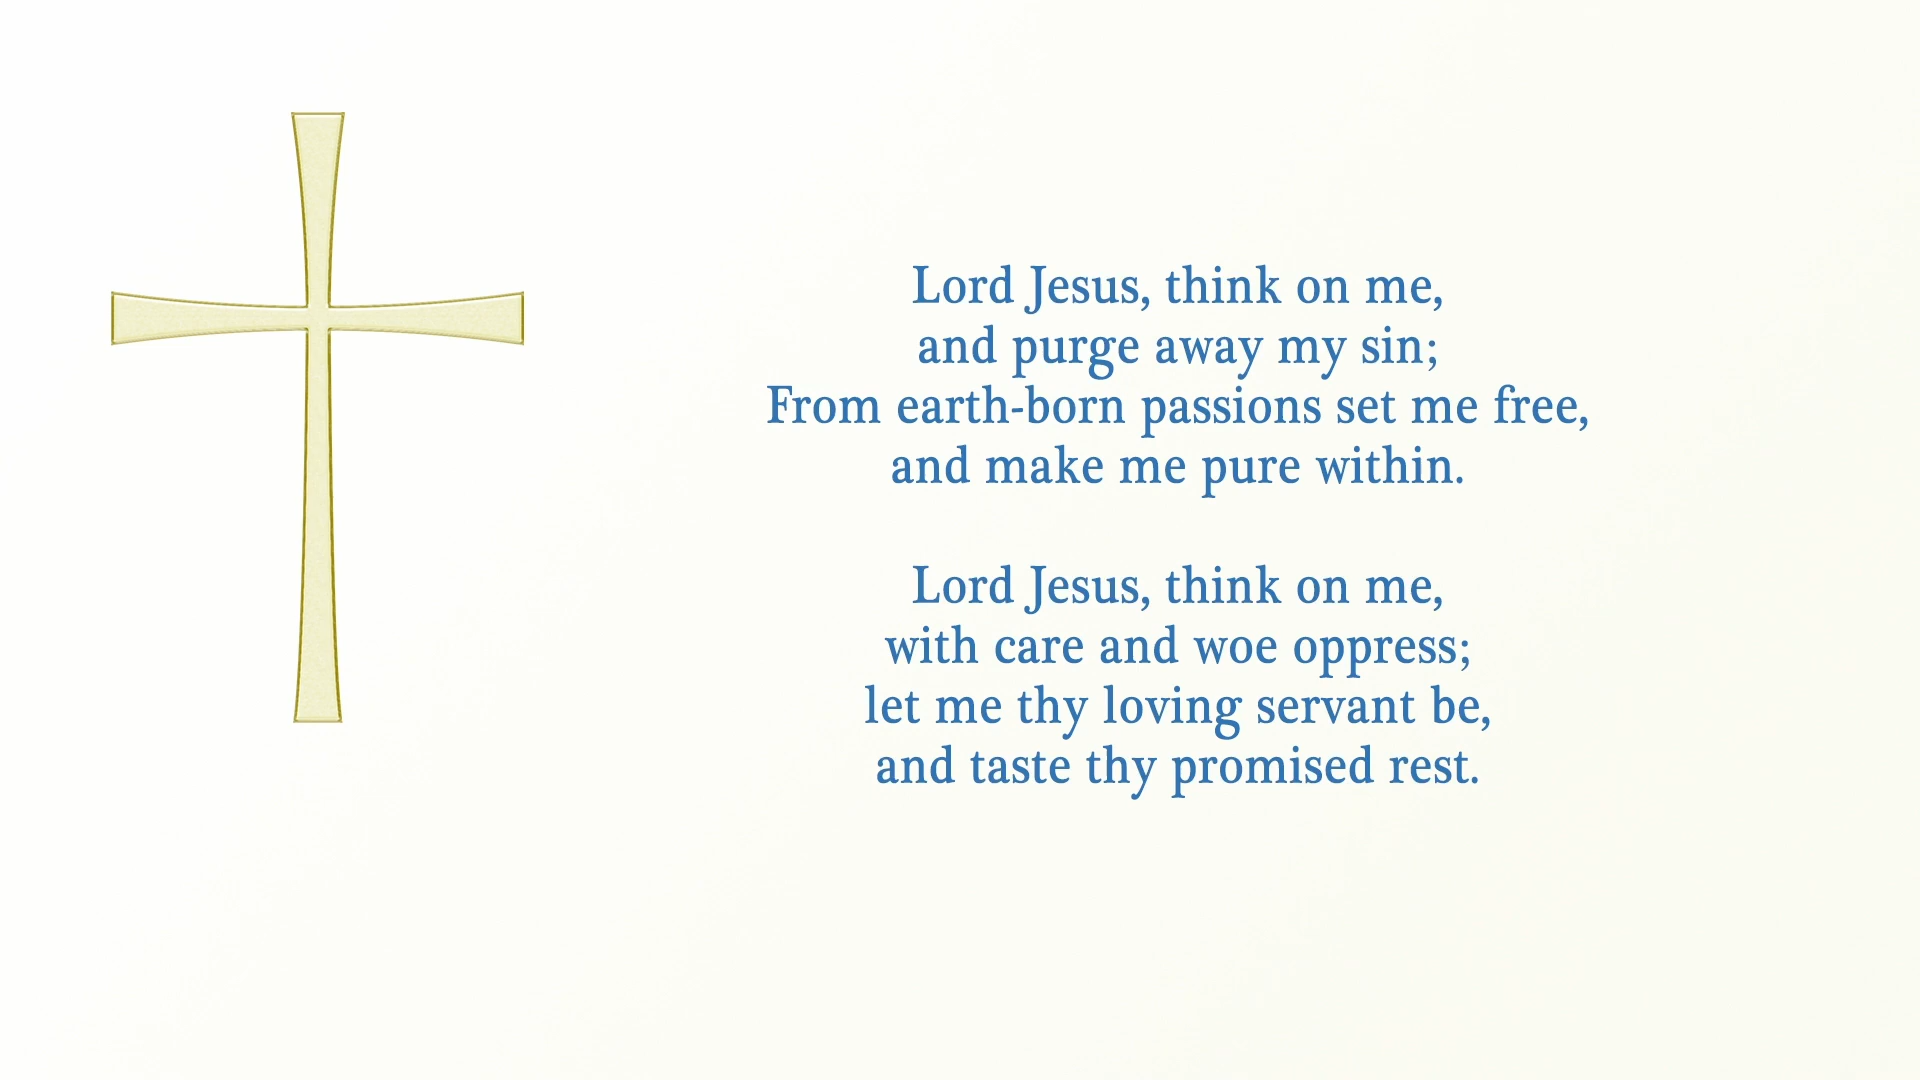 Lord Jesus, think on me,
and purge away my sin;
From earth-born passions set me free,
and make me pure within.
Lord Jesus, think on me,
with care and woe oppress;
let me thy loving servant be,
and taste thy promised rest.